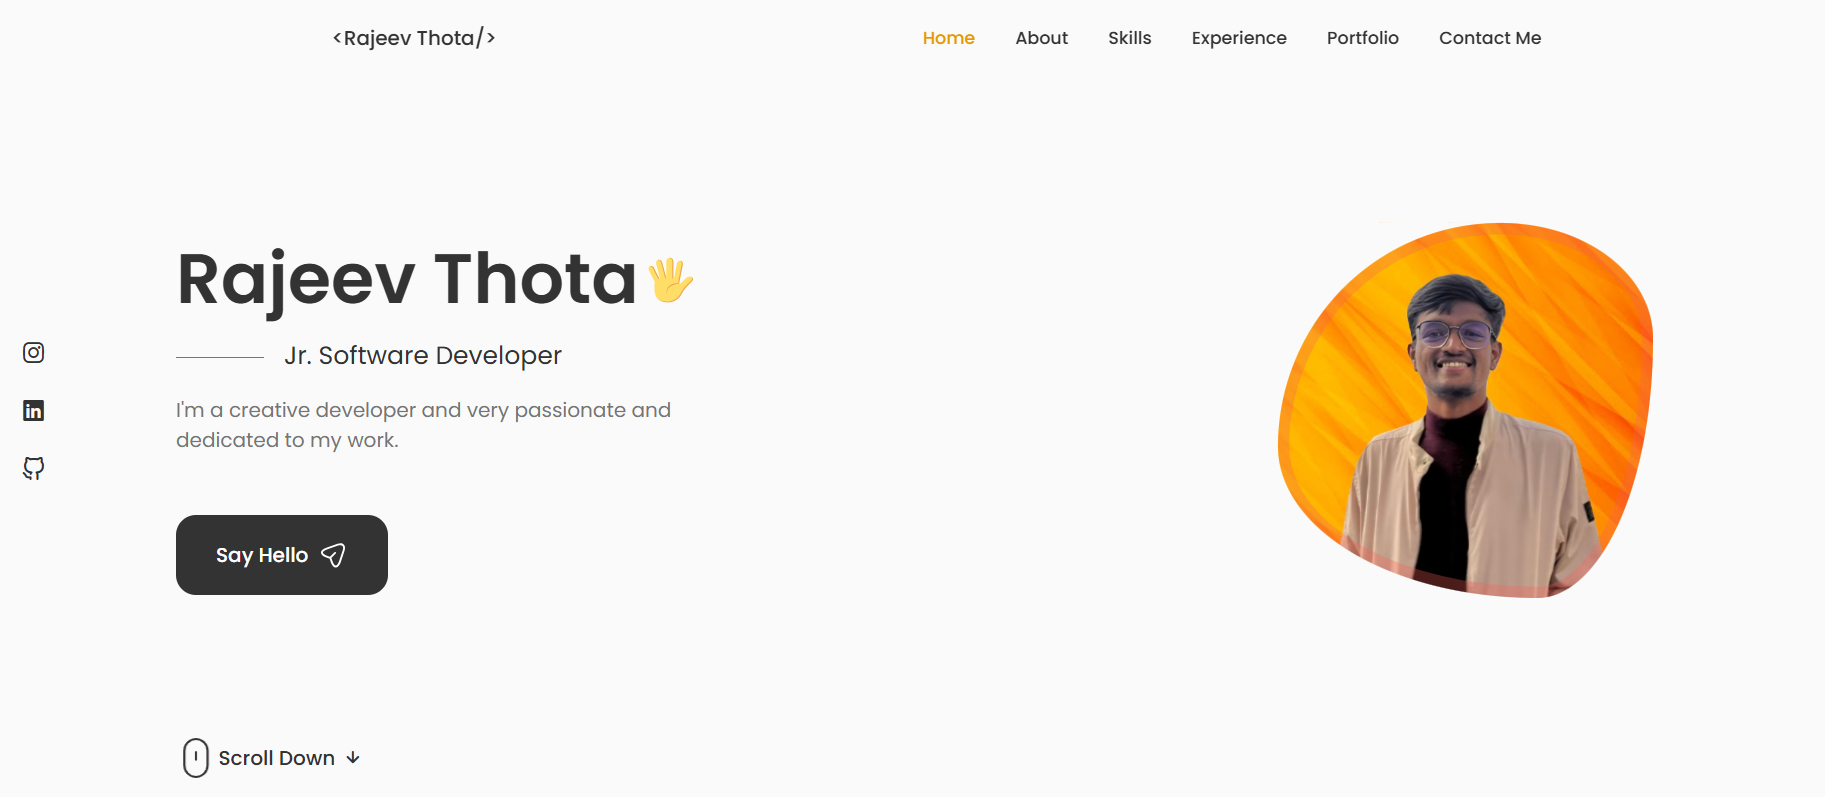 <Rajeev Thota/>
Home About Skills Experience Portfolio Contact Me
Rajeev Thota🖐
Jr. Software Developer
I'm a creative developer and very passionate and
dedicated to my work.
Say Hello
Scroll Down ↓